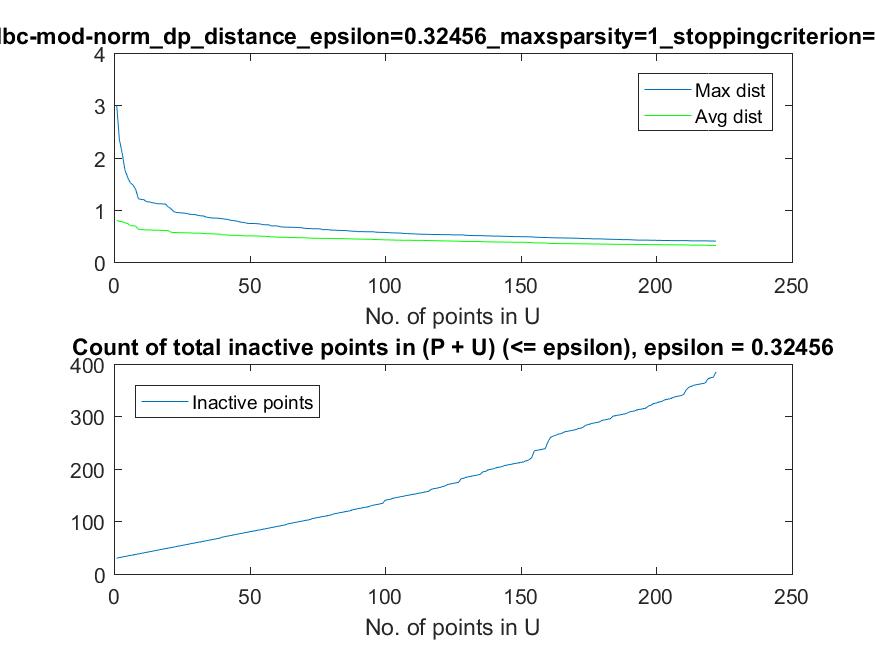 lbc-mod-norm_dp_distance_epsilon=0.32456_maxsparsity=1_stoppingcriterion=
4
3
2
1
0
Max dist
Avg dist
0 50 100 150 200 250
No. of points in U
Count of total inactive points in (P + U) (<= epsilon), epsilon = 0.32456
400
300
200
100
0
Inactive points
0 50 100 150 200 250
No. of points in U